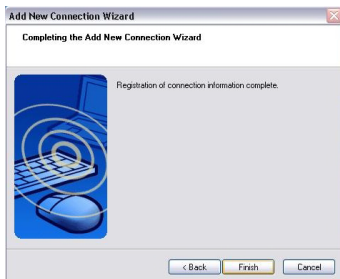 Add New Connection Wizard
Completing the Add New Connection Wizard
Registration of connection information complete.
< Back Finish Cancel